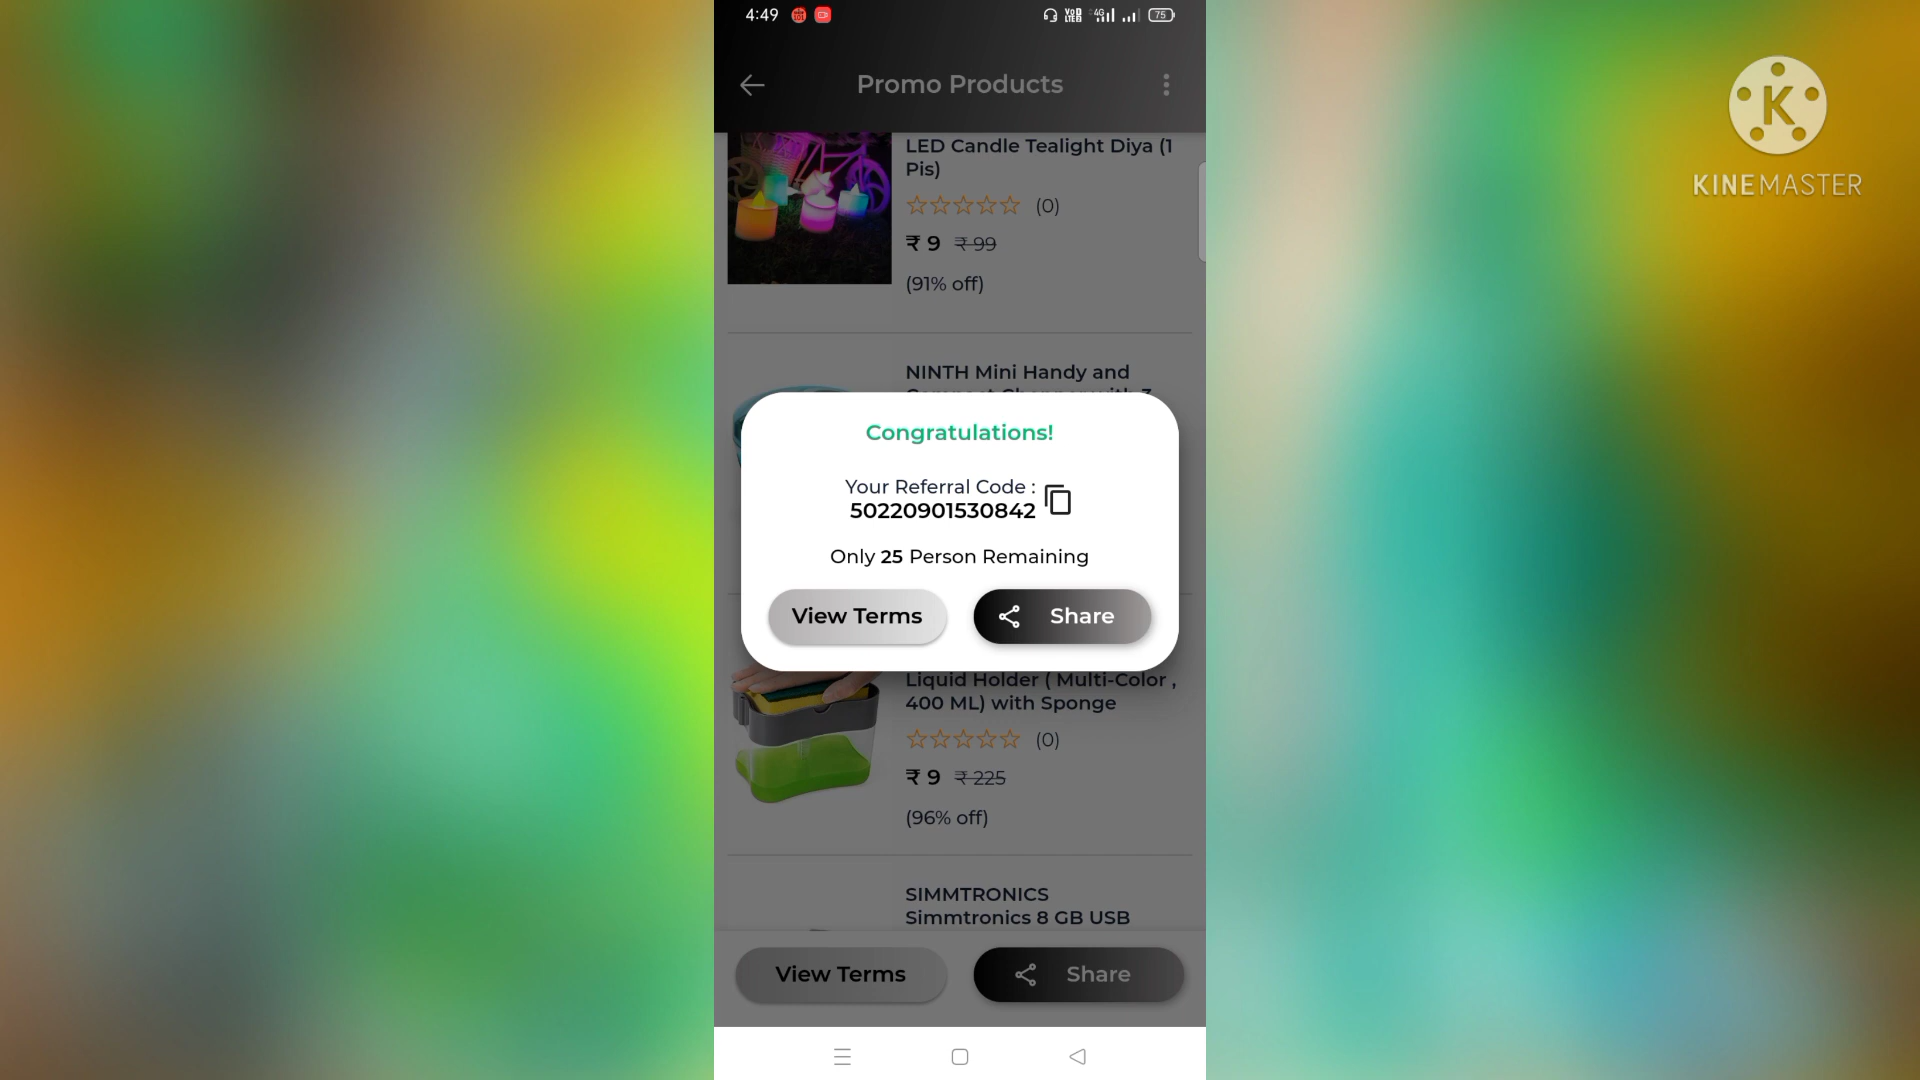 4:49
75
Promo Products
LED Candle Tealight Diya (1
Pis)
(0)
₹ 9 ₹ 99
(91% off)
NINTH Mini Handy and
Congratulations!
Your Referral Code :
50220901530842
Only 25 Person Remaining
View Terms
Share
Liquid Holder ( Multi-Color ,
400 ML) with Sponge
(0)
₹ 9 ₹ 225
(96% off)
SIMMTRONICS
Simmtronics 8 GB USB
View Terms
Share
K
KINEMASTER